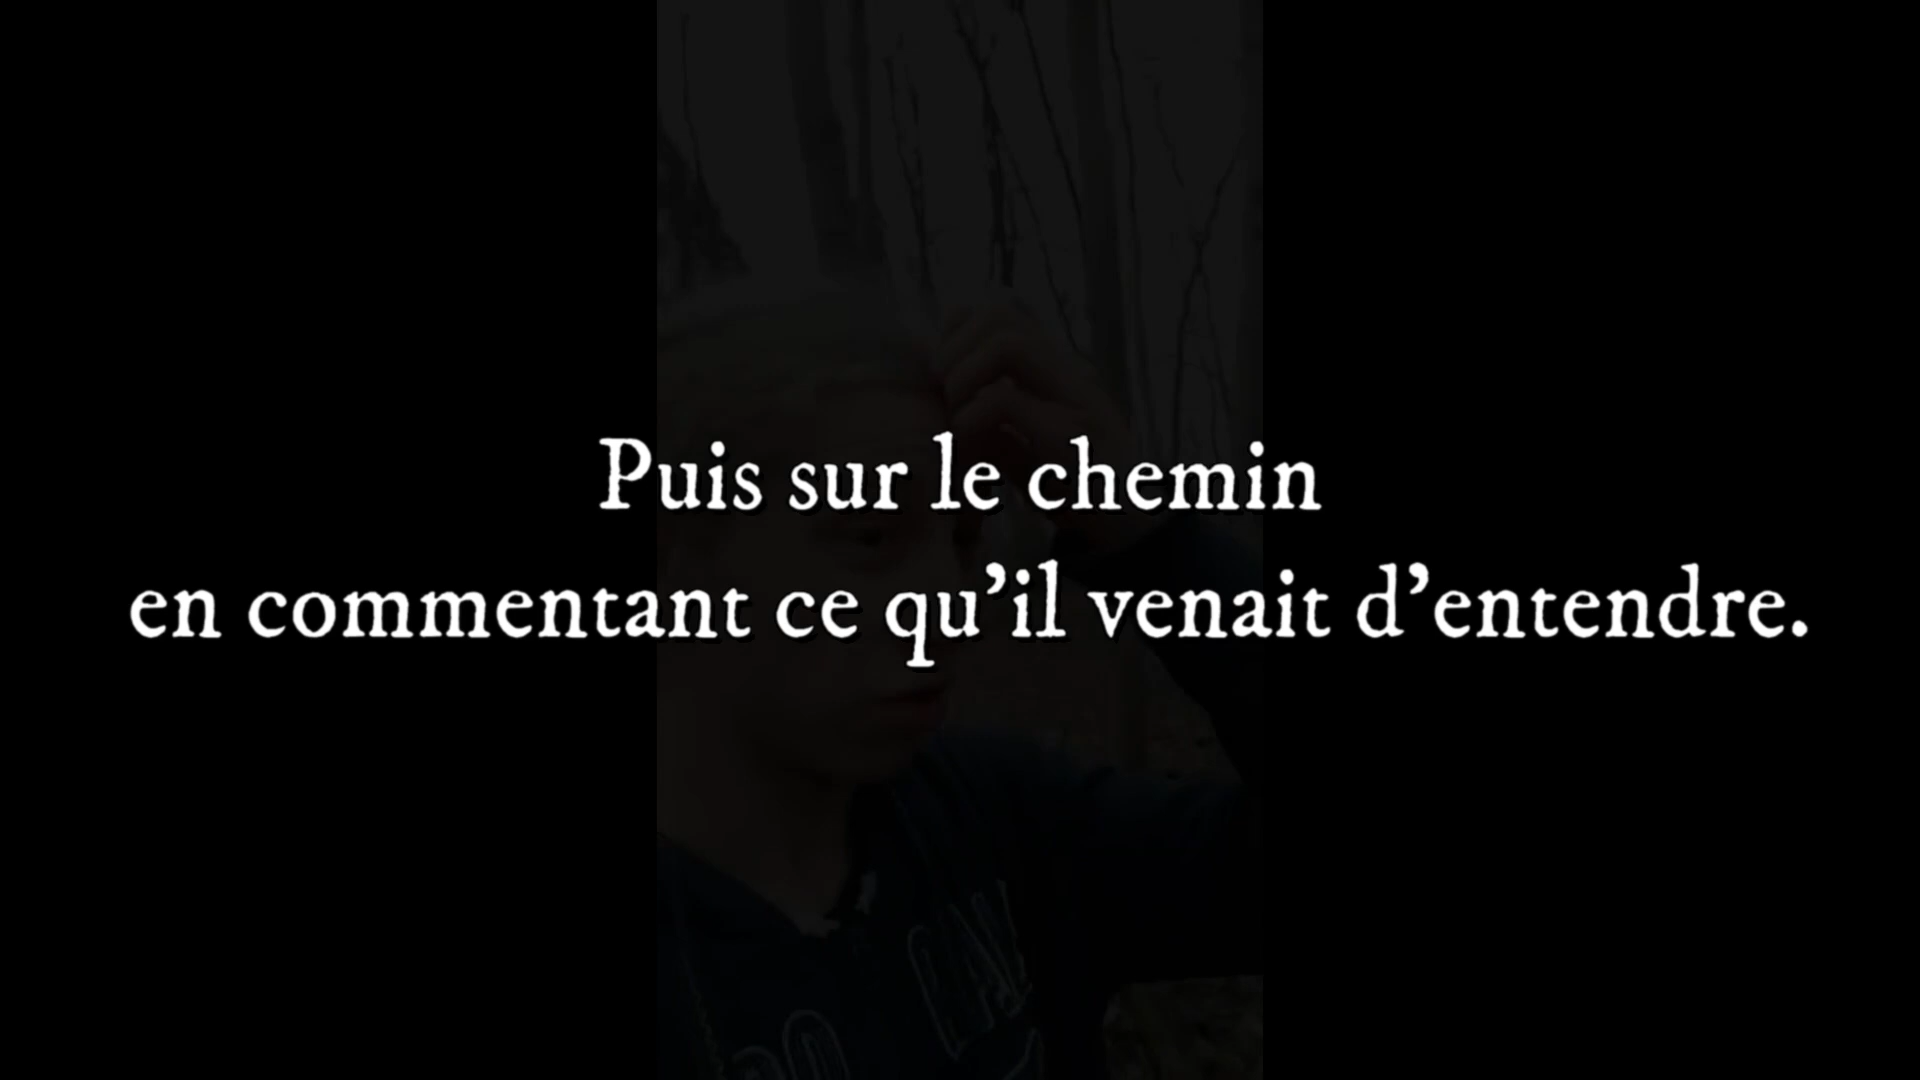 Puis sur le chemin
en commentant ce qu’il venait d’entendre.